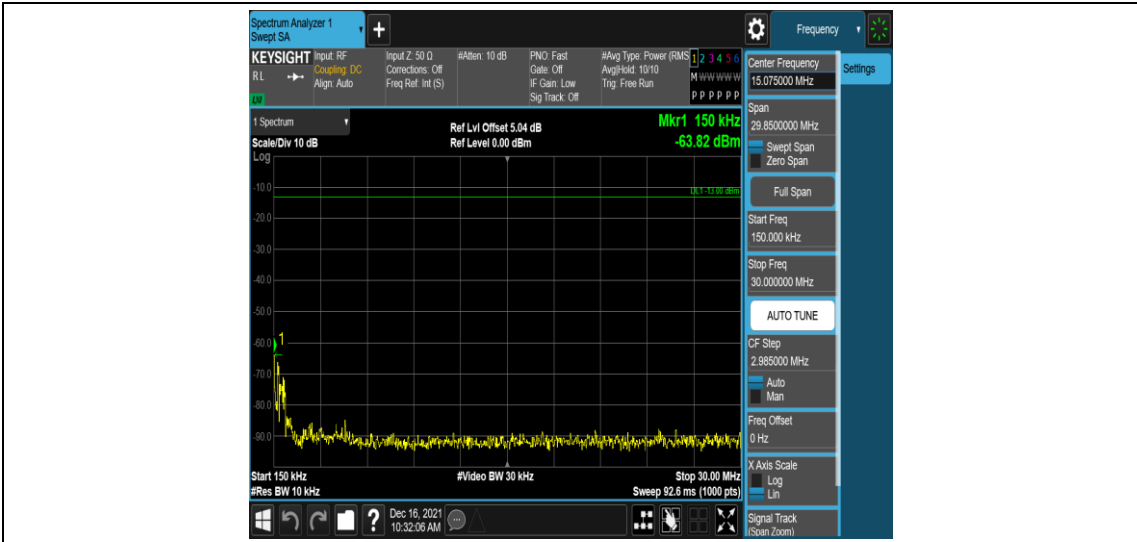 Spectrum Analyzer 1
Swept SA
+
Frequency
KEYSIGHT
RL
LXI
Input: RF
Coupling: DC
Align: Auto
Input Z: 50 Ω
Corrections: Off
Freq Ref: Int (S)
#Atten: 10 dB
PNO: Fast
Gate: Off
IF Gain: Low
Sig Track: Off
#Avg Type: Power (RMS
Avg|Hold: 10/10
Trig: Free Run
1 2 3 4 5 6
M W W W W W
P P P P P P
Center Frequency
15.075000 MHz
Settings
Span
29.8500000 MHz
Swept Span
Zero Span
Full Span
Start Freq
150.000 kHz
Stop Freq
30.000000 MHz
AUTO TUNE
CF Step
2.985000 MHz
Auto
Man
Freq Offset
0 Hz
X Axis Scale
Log
Lin
Signal Track
(Span Zoom)
1 Spectrum
Scale/Div 10 dB
Log
Ref Lvl Offset 5.04 dB
Ref Level 0.00 dBm
Mkr1 150 kHz
-63.82 dBm
DL1 -13.00 dBm
-10.0
-20.0
-30.0
-40.0
-50.0
-60.0
1
-70.0
-80.0
-90.0
Start 150 kHz
#Video BW 30 kHz
Stop 30.00 MHz
#Res BW 10 kHz
Sweep 92.6 ms (1000 pts)
?
Dec 16, 2021
10:32:06 AM